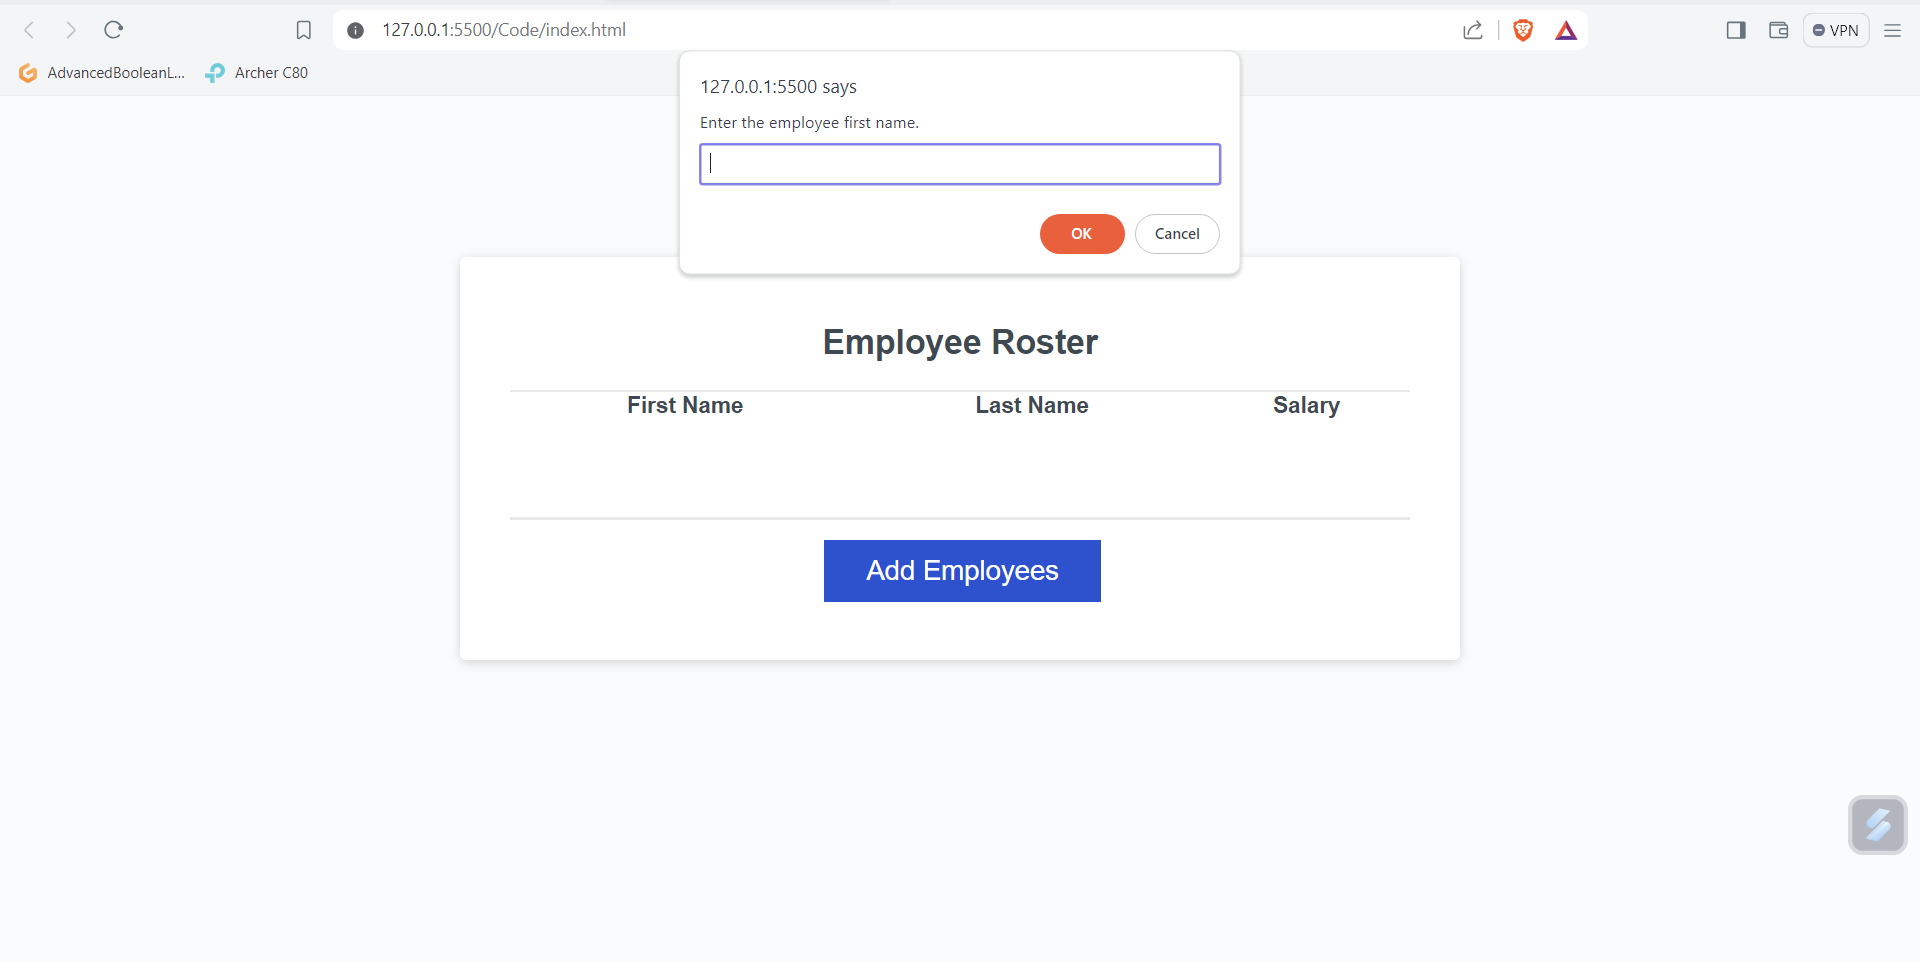 127.0.0.1:5500/Code/index.html
VPN
AdvancedBooleanL...
Archer C80
127.0.0.1:5500 says
Enter the employee first name.
OK
Cancel
Employee Roster
First Name Last Name Salary
Add Employees